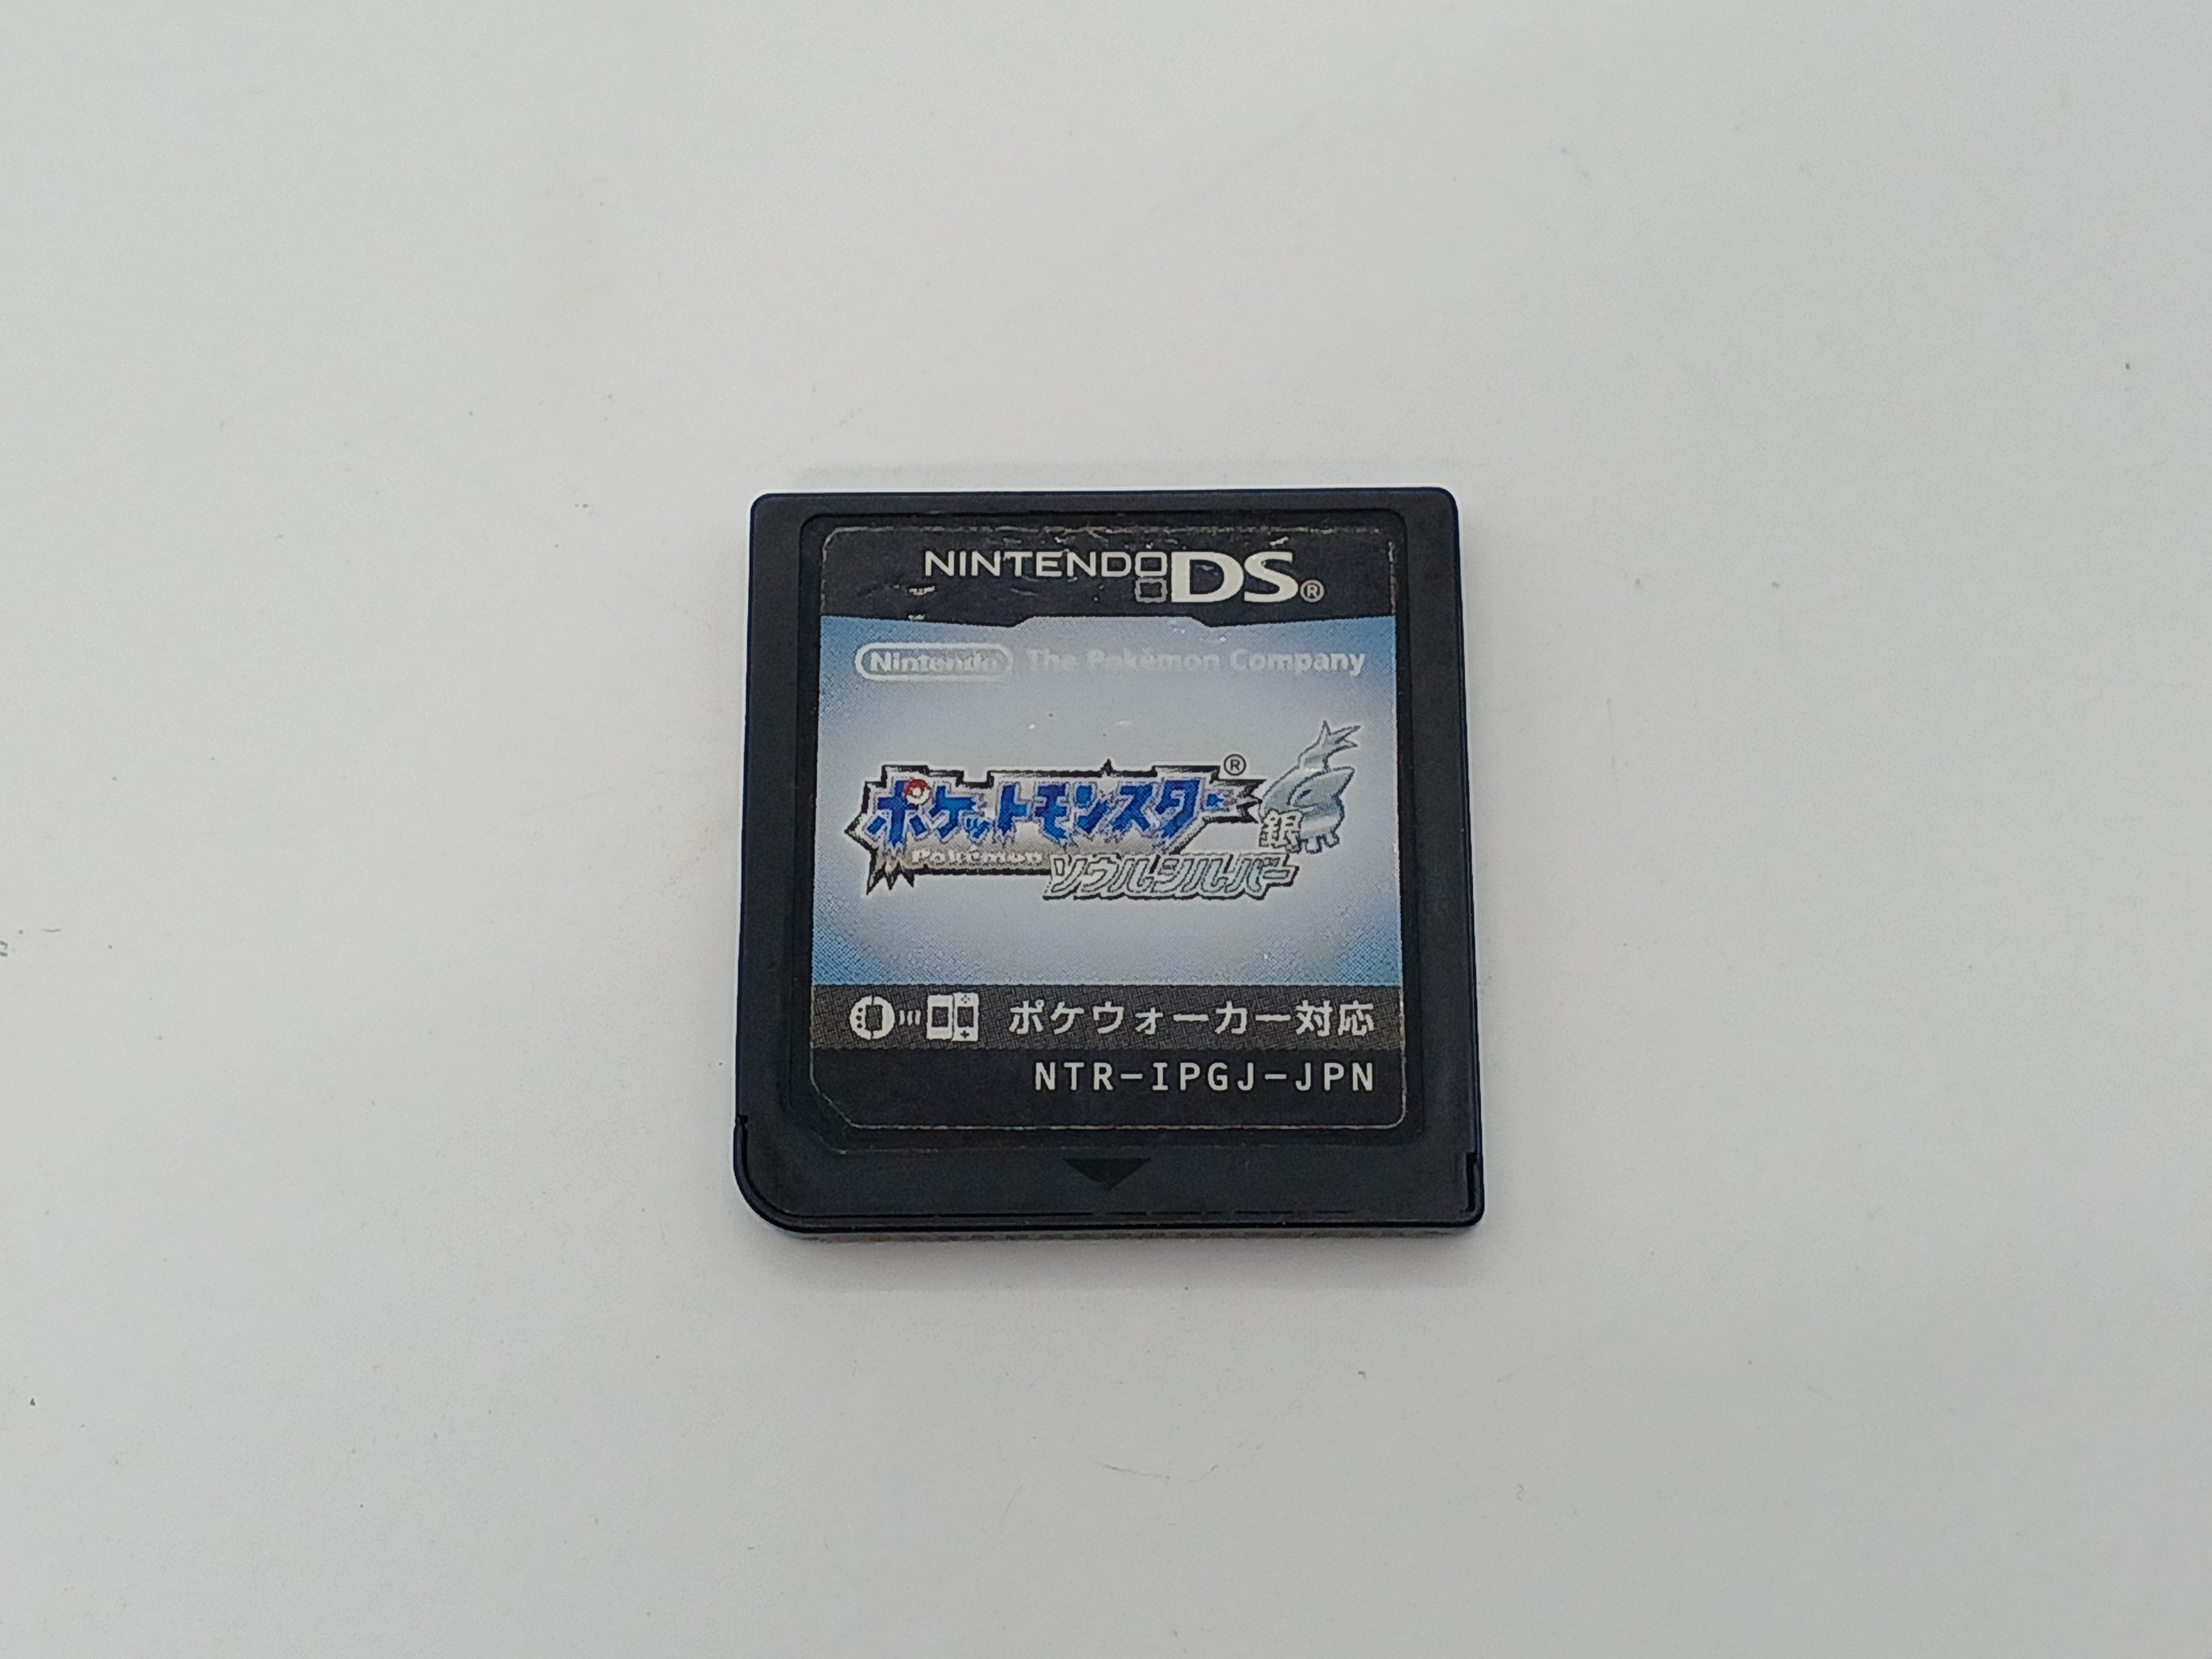 NINTENDO DS®
Nintendo The Pokémon Company
ポケットモンスター®
銀
Pokémon ソウルシルバー
ポケウォーカー対応
NTR-IPGJ-JPN